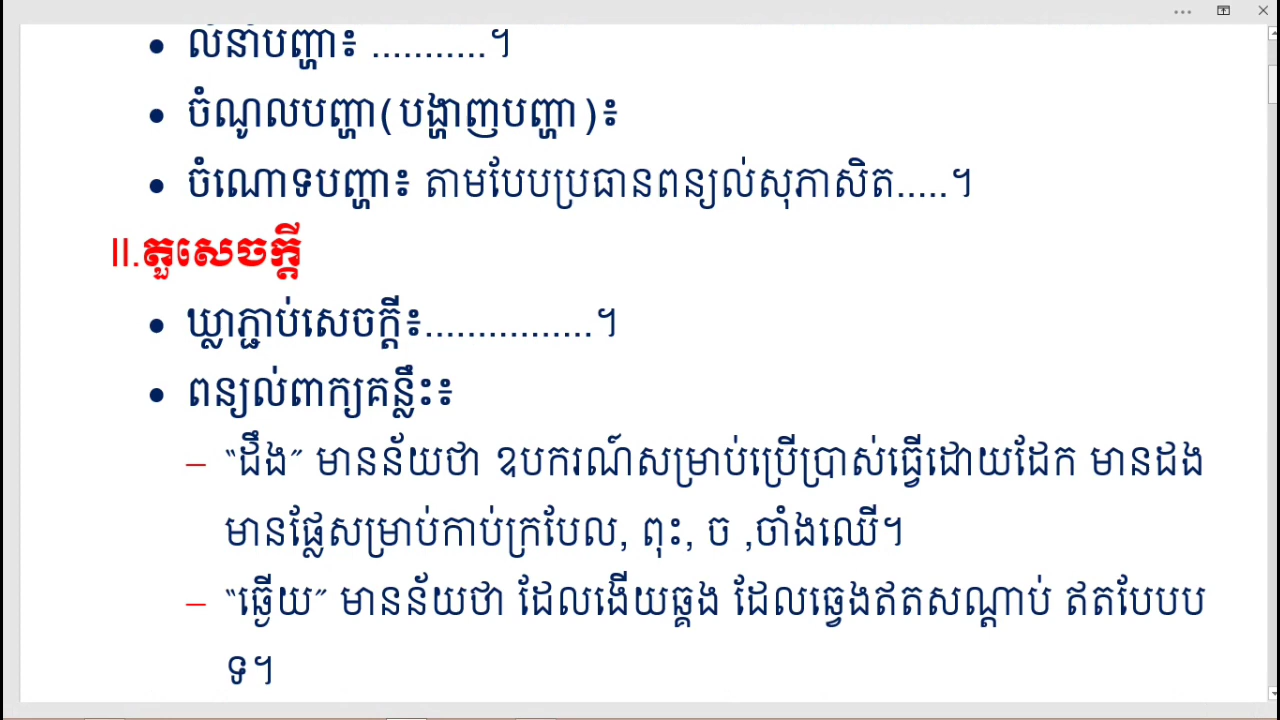 • លំនាំបញ្ហា៖ ...........។
• ចំណូលបញ្ហា(បង្ហាញបញ្ហា)៖
• ចំណោទបញ្ហា៖ តាមបែបប្រធានពន្យល់សុភាសិត.....។
II.តួសេចក្ដី
• ឃ្លាភ្ជាប់សេចក្ដី៖................។
• ពន្យល់ពាក្យគន្លឹះ៖
– “ដឹង” មានន័យថា ឧបករណ៍សម្រាប់ប្រើប្រាស់ធ្វើដោយដែក មានដង
មានផ្លែសម្រាប់កាប់ក្របែល, ពុះ, ច ,ចាំងឈើ។
– “ឆ្ងើយ” មានន័យថា ដែលងើយឆ្គង ដែលឆ្វេងឥតសណ្ដាប់ ឥតបែបប
ទ។